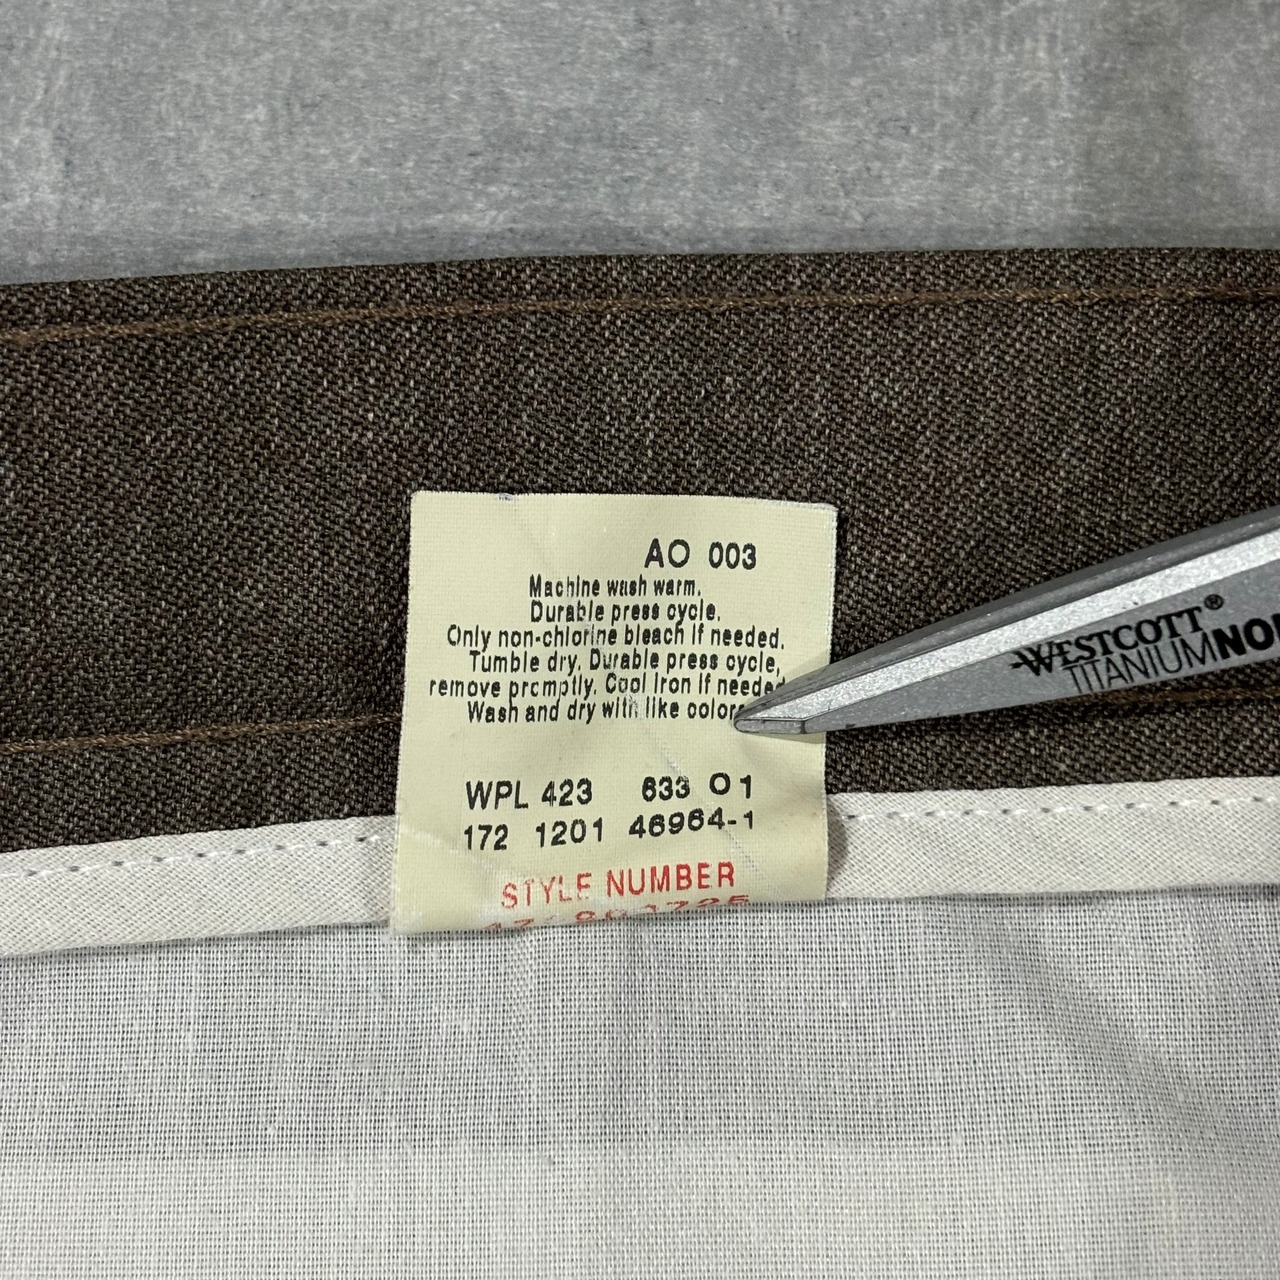 AO 003
Machine wash warm.
Durable press cycle.
Only non-chlorine bleach if needed.
Tumble dry, Durable press cycle,
remove promptly. Cool Iron if needed
Wash and dry with like colors
WPL 423 633 01
172 1201 46964-1
STYLE NUMBER
WESTCOTT®
TITANIUM